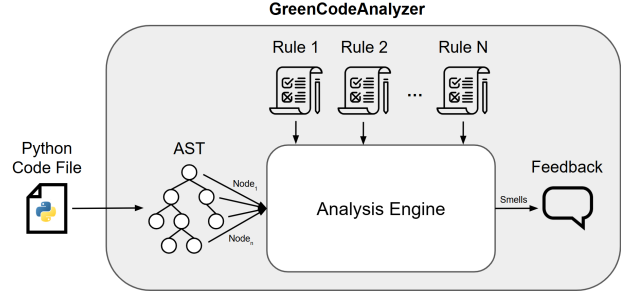 GreenCodeAnalyzer
Rule 1
Rule 2
Rule N
...
Python
Code File
AST
Node1
Noden
Analysis Engine
Smells
Feedback